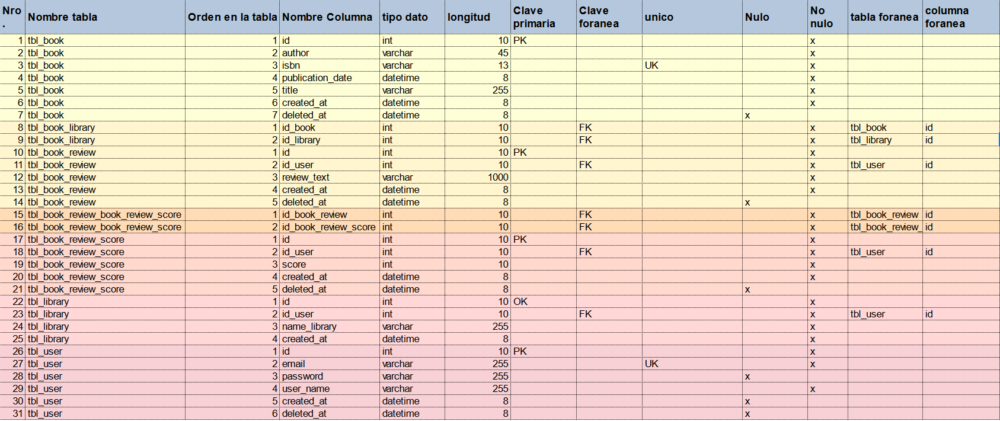 Nro. Nombre tabla Orden en la tabla Nombre Columna tipo dato longitud Clave primaria Clave foranea unico Nulo No nulo tabla foranea columna foranea
1 tbl_book 1 id int 10 PK x
2 tbl_book 2 author varchar 45 x
3 tbl_book 3 isbn varchar 13 UK x
4 tbl_book 4 publication_date datetime 8 x
5 tbl_book 5 title varchar 255 x
6 tbl_book 6 created_at datetime 8 x
7 tbl_book 7 deleted_at datetime 8 x
8 tbl_book_library 1 id_book int 10 FK x tbl_book id
9 tbl_book_library 2 id_library int 10 FK x tbl_library id
10 tbl_book_review 1 id int 10 PK x
11 tbl_book_review 2 id_user int 10 FK x tbl_user id
12 tbl_book_review 3 review_text varchar 1000 x
13 tbl_book_review 4 created_at datetime 8 x
14 tbl_book_review 5 deleted_at datetime 8 x
15 tbl_book_review_book_review_score 1 id_book_review int 10 FK x tbl_book_review id
16 tbl_book_review_book_review_score 2 id_book_review_score int 10 FK x tbl_book_review_ id
17 tbl_book_review_score 1 id int 10 PK x
18 tbl_book_review_score 2 id_user int 10 FK x tbl_user id
19 tbl_book_review_score 3 score int 10 x
20 tbl_book_review_score 4 created_at datetime 8 x
21 tbl_book_review_score 5 deleted_at datetime 8 x
22 tbl_library 1 id int 10 OK x
23 tbl_library 2 id_user int 10 FK x tbl_user id
24 tbl_library 3 name_library varchar 255 x
25 tbl_library 4 created_at datetime 8 x
26 tbl_user 1 id int 10 PK x
27 tbl_user 2 email varchar 255 UK x
28 tbl_user 3 password varchar 255 x
29 tbl_user 4 user_name varchar 255 x
30 tbl_user 5 created_at datetime 8 x
31 tbl_user 6 deleted_at datetime 8 x